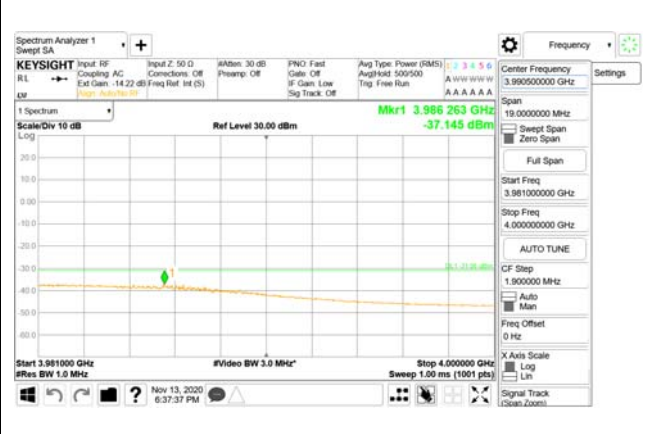 Spectrum Analyzer 1
Swept SA
Frequency
KEYSIGHT
RL
Input: RF
Coupling: AC
Ext Gain: -14.22 dB
Align: Auto/No RF
Input Z: 50 Ω
Corrections: Off
Freq Ref: Int (S)
#Atten: 30 dB
Preamp: Off
PNO: Fast
Gate: Off
IF Gain: Low
Sig Track: Off
Avg Type: Power (RMS)
Avg|Hold: 500/500
Trig: Free Run
1 2 3 4 5 6
A W W W W W
A A A A A A
1 Spectrum
Scale/Div 10 dB
Log
Ref Level 30.00 dBm
Mkr1 3.986 263 GHz
-37.145 dBm
20.0
10.0
0.00
-10.0
-20.0
-30.0
-40.0
-50.0
-60.0
1
Start 3.981000 GHz
#Res BW 1.0 MHz
#Video BW 3.0 MHz*
Stop 4.000000 GHz
Sweep 1.00 ms (1001 pts)
Nov 13, 2020
6:37:37 PM
Center Frequency
3.990500000 GHz
Settings
Span
19.0000000 MHz
Swept Span
Zero Span
Full Span
Start Freq
3.981000000 GHz
Stop Freq
4.000000000 GHz
AUTO TUNE
CF Step
1.900000 MHz
Auto
Man
Freq Offset
0 Hz
X Axis Scale
Log
Lin
Signal Track
(Span Zoom)